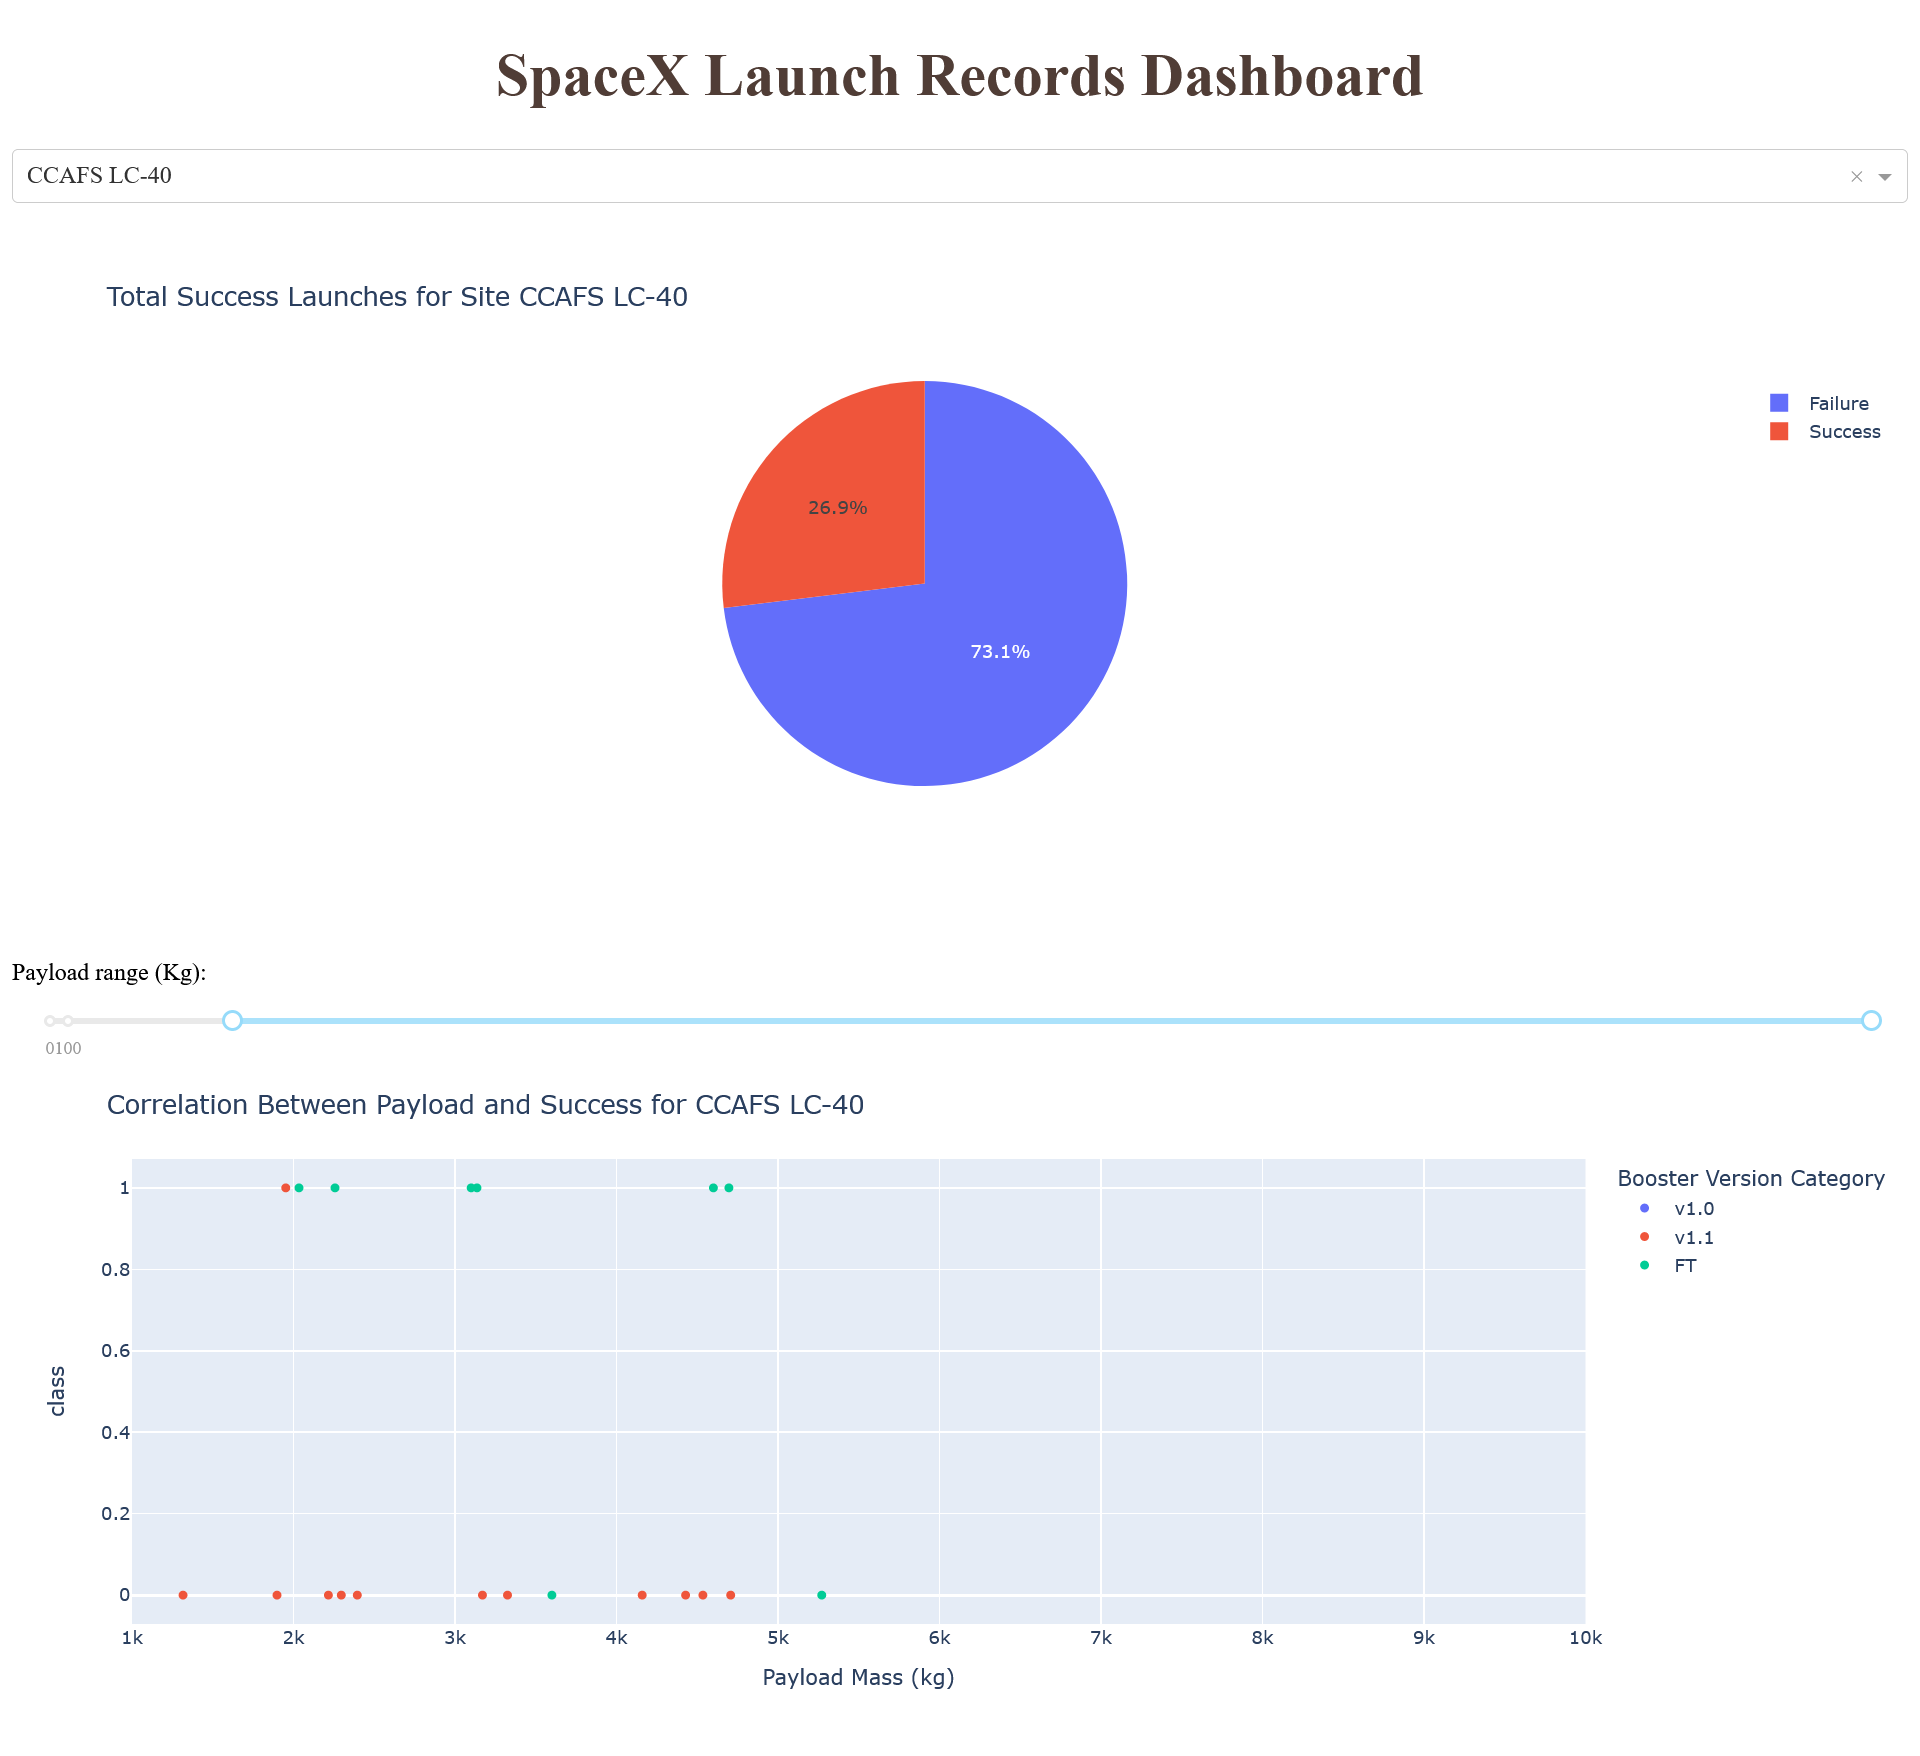 SpaceX Launch Records Dashboard
CCAFS LC-40
×
Total Success Launches for Site CCAFS LC-40
Failure
Success
26.9%
73.1%
Payload range (Kg):
0100
Correlation Between Payload and Success for CCAFS LC-40
Booster Version Category
v1.0
v1.1
FT
1
0.8
0.6
0.4
0.2
0
class
1k 2k 3k 4k 5k 6k 7k 8k 9k 10k
Payload Mass (kg)